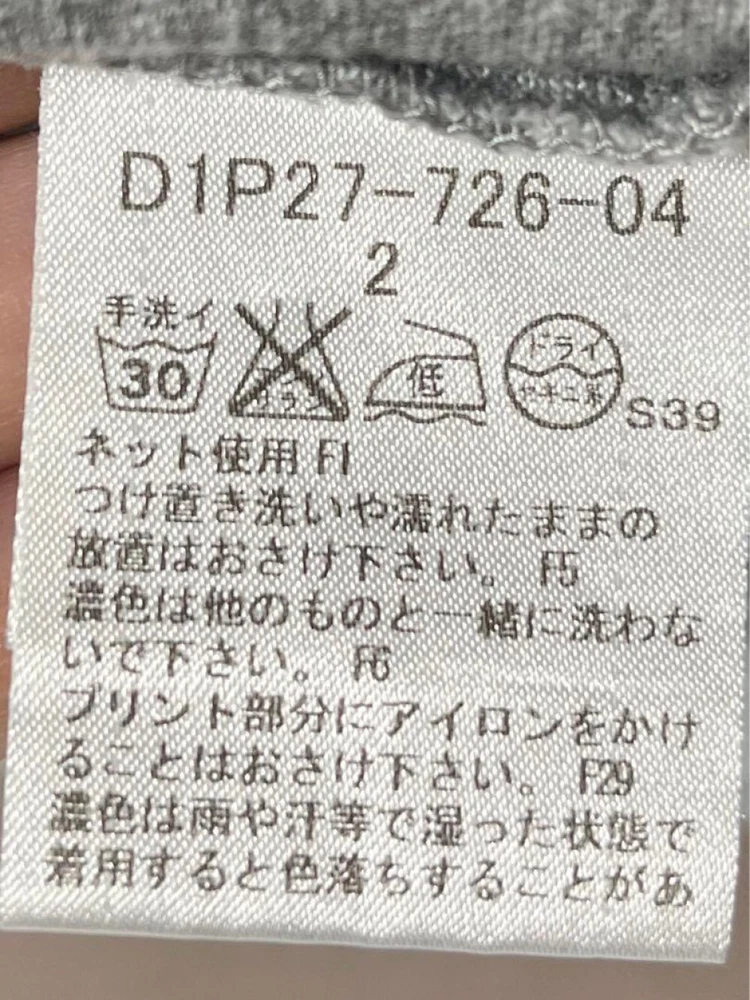 D1P27-726-04
2
手洗イ
30
低
ドライ
S39
ネット使用 F1
つけ置き洗いや濡れたままの
放置はおさけ下さい。 F5
濃色は他のものと一緒に洗わな
いで下さい。 F6
プリント部分にアイロンをかけ
ることはおさけ下さい。 F29
濃色は雨や汗等で湿った状態で
着用すると色落ちすることがあ